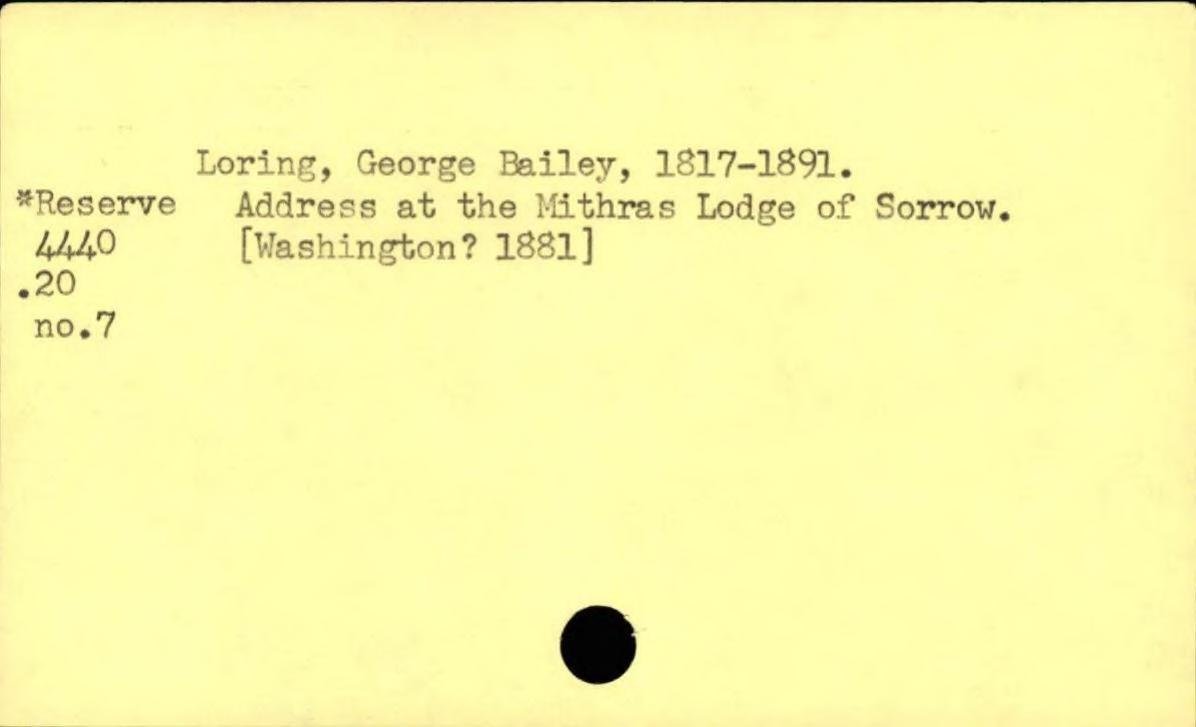 Loring, George Bailey, 1817-1891.
*Reserve Address at the Mithras Lodge of Sorrow.
4440 [Washington? 1881]
.20
no.7